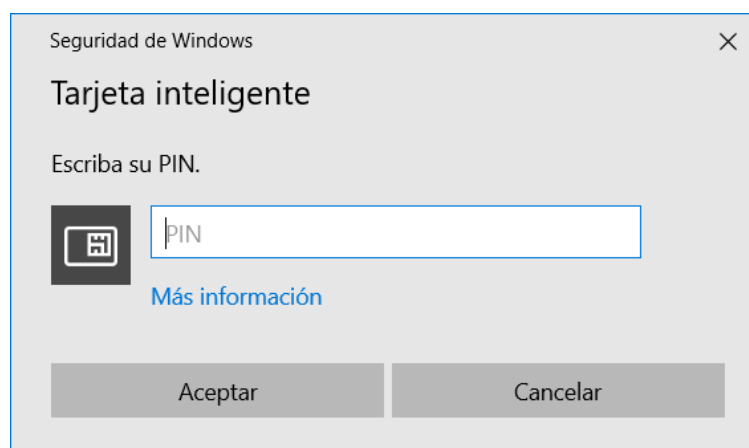 Seguridad de Windows
Tarjeta inteligente
Escriba su PIN.
PIN
Más información
Aceptar
Cancelar